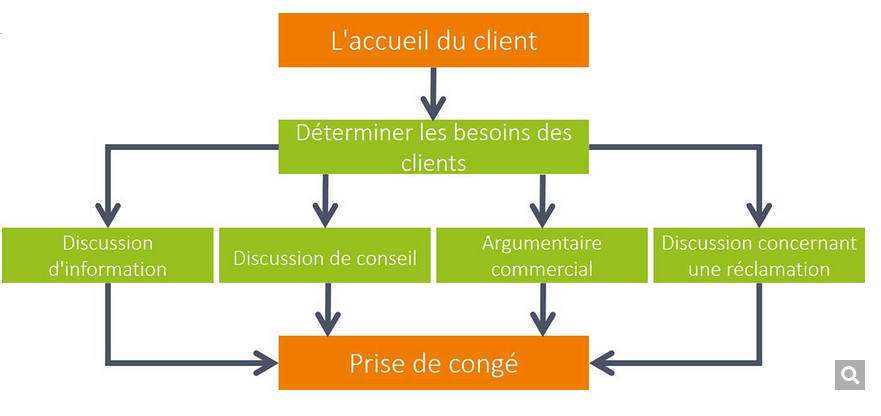 L'accueil du client
Déterminer les besoins des
clients
Discussion
d'information
Discussion de conseil
Argumentaire
commercial
Discussion concernant
une réclamation
Prise de congé